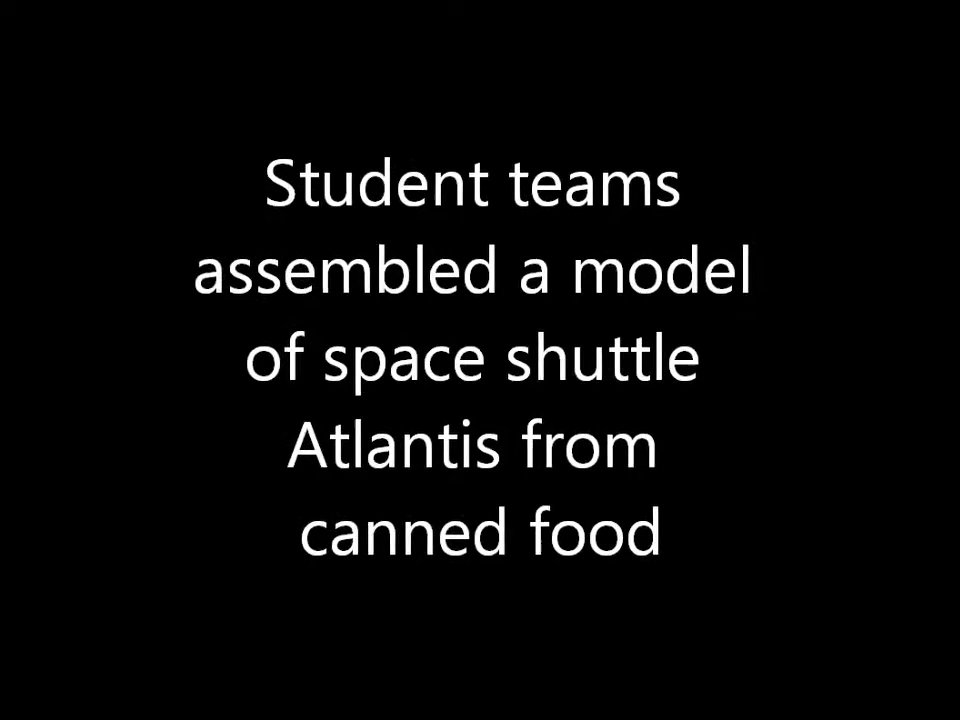 Student teams
assembled a model
of space shuttle
Atlantis from
canned food